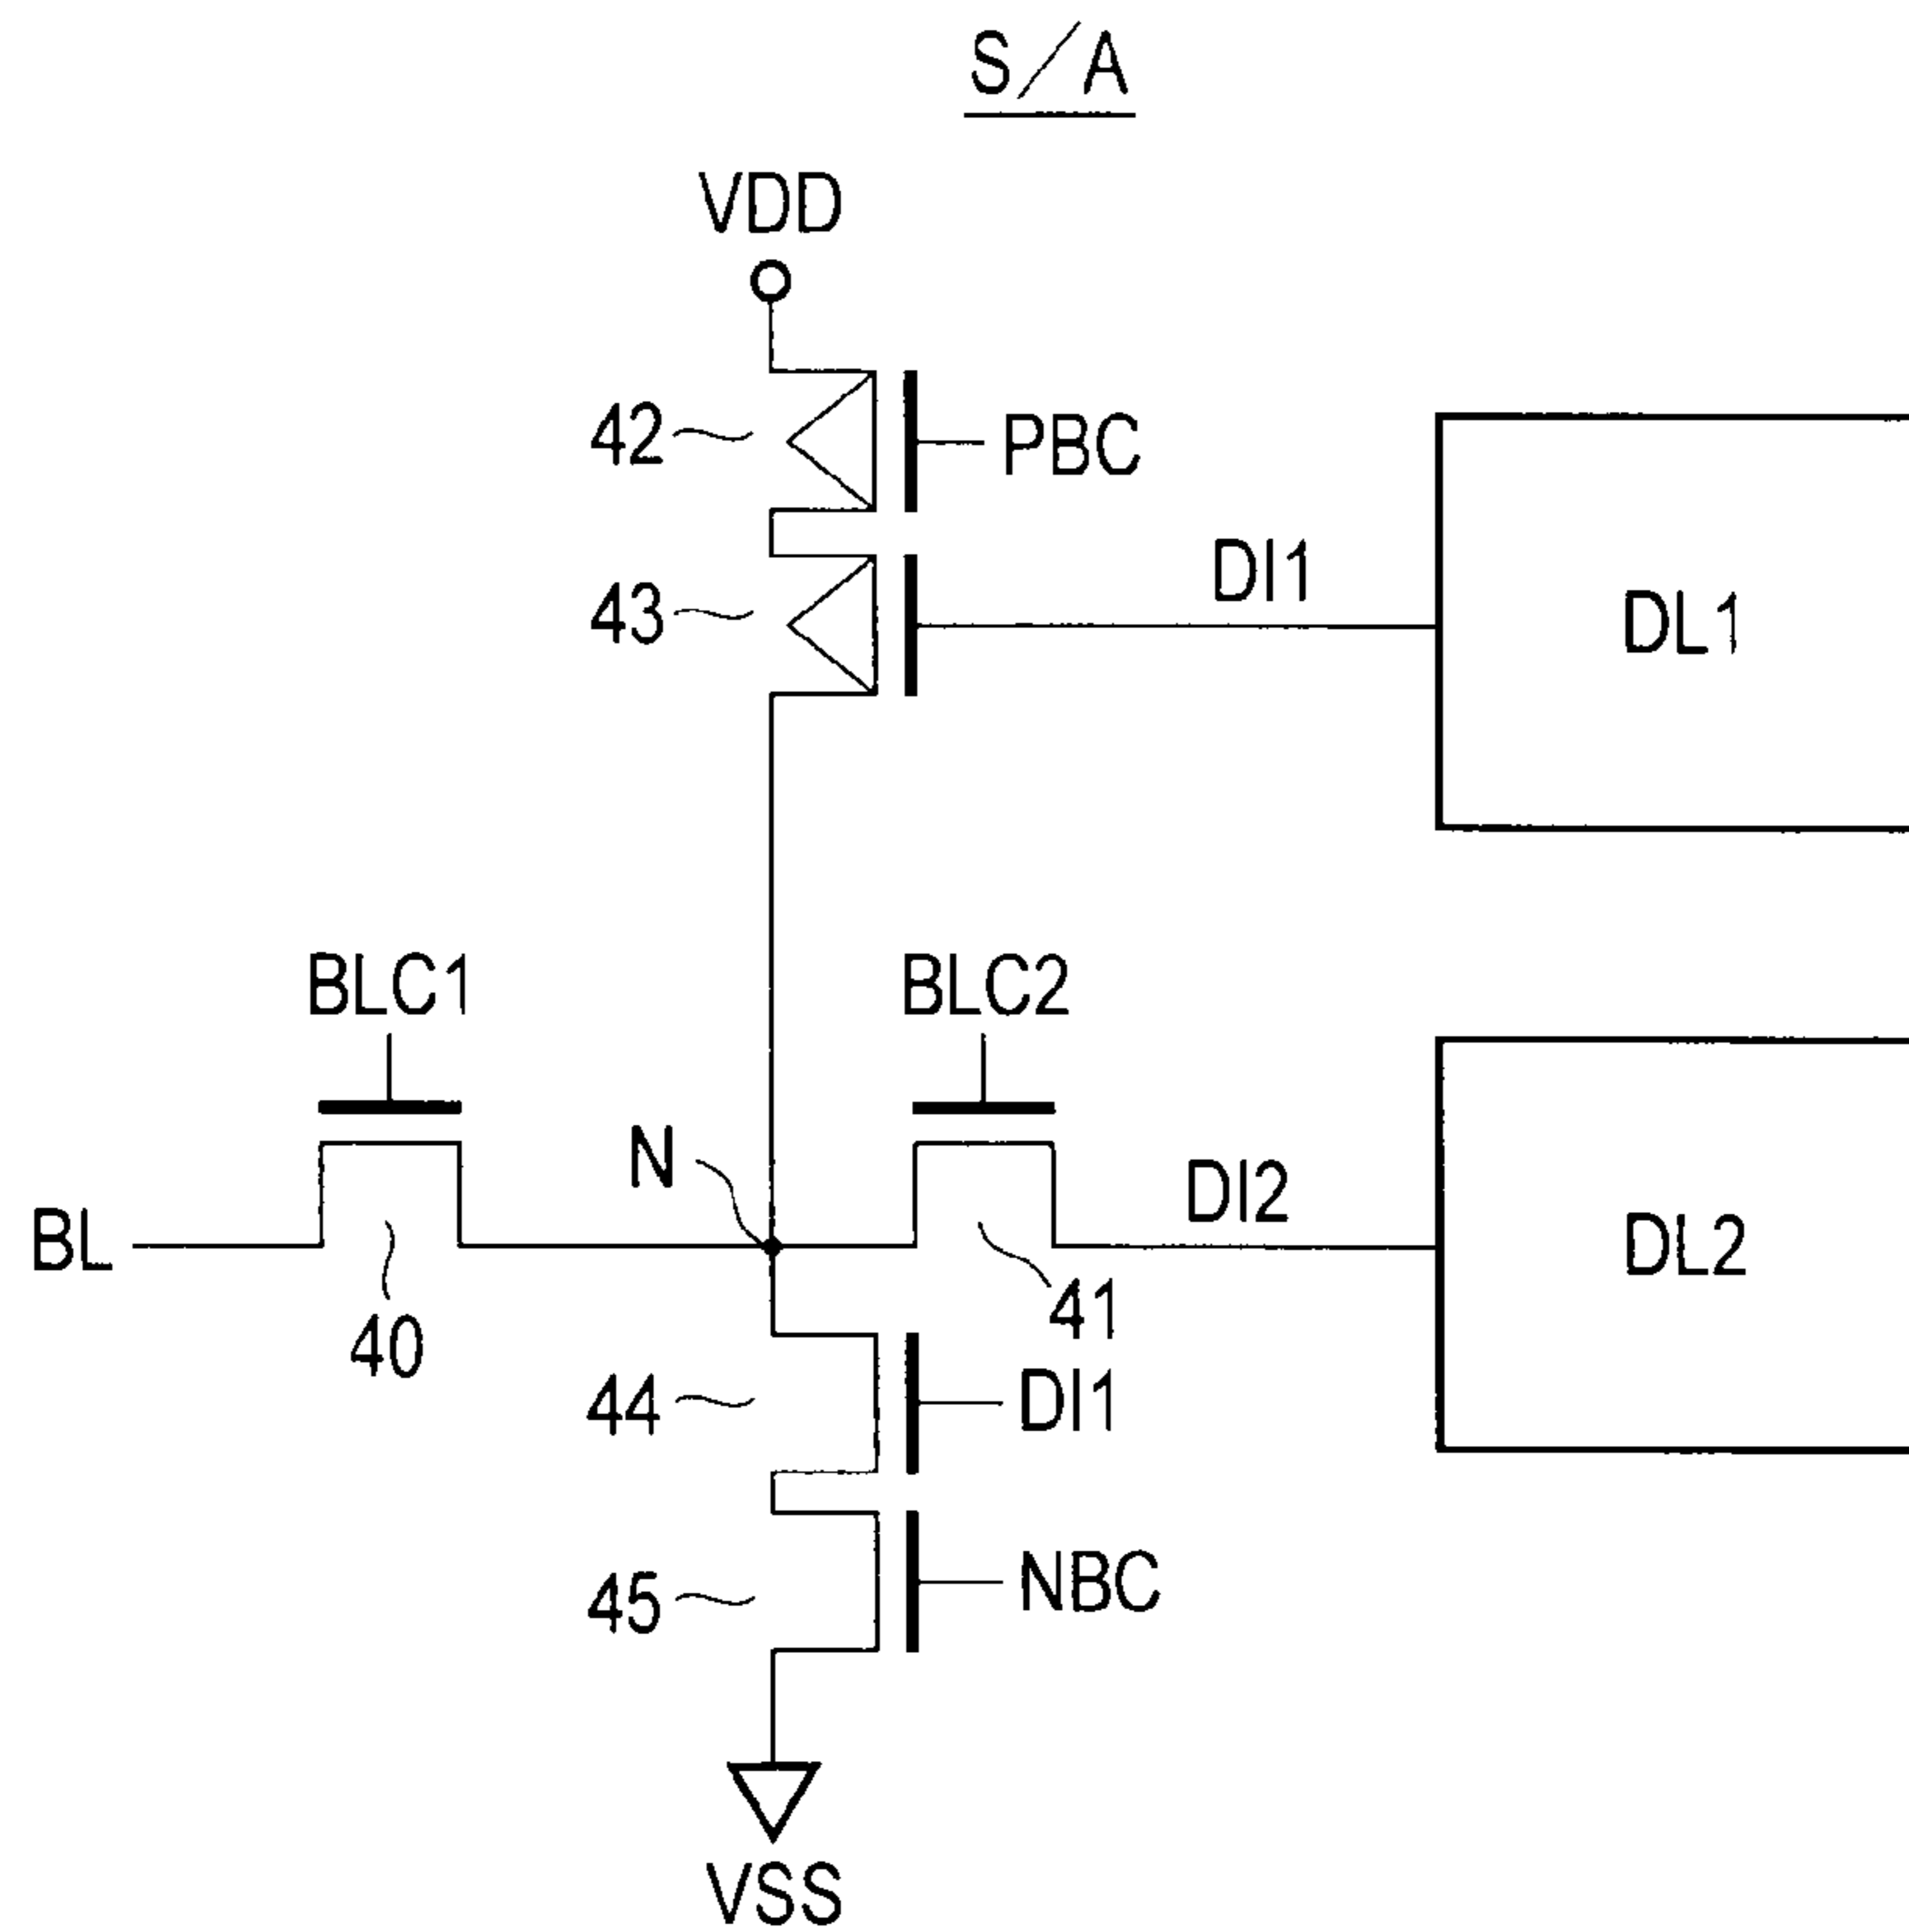 S/A
VDD
42
PBC
43
DI1
DL1
BLC1
BLC2
N
DI2
BL
DL2
40
41
44
DI1
45
NBC
VSS